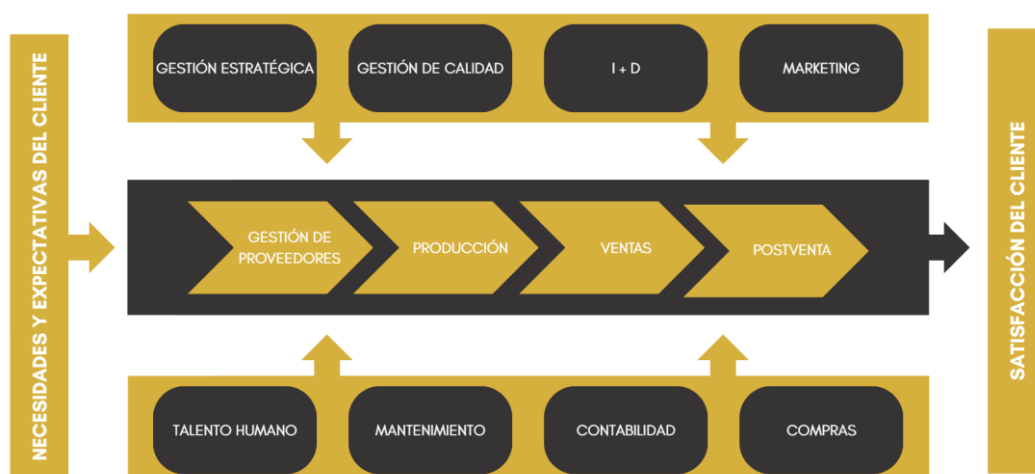 NECESIDADES Y EXPECTATIVAS DEL CLIENTE
GESTIÓN ESTRATÉGICA
GESTIÓN DE CALIDAD
I + D
MARKETING
GESTIÓN DE
PROVEEDORES
PRODUCCIÓN
VENTAS
POSTVENTA
TALENTO HUMANO
MANTENIMIENTO
CONTABILIDAD
COMPRAS
SATISFACCIÓN DEL CLIENTE